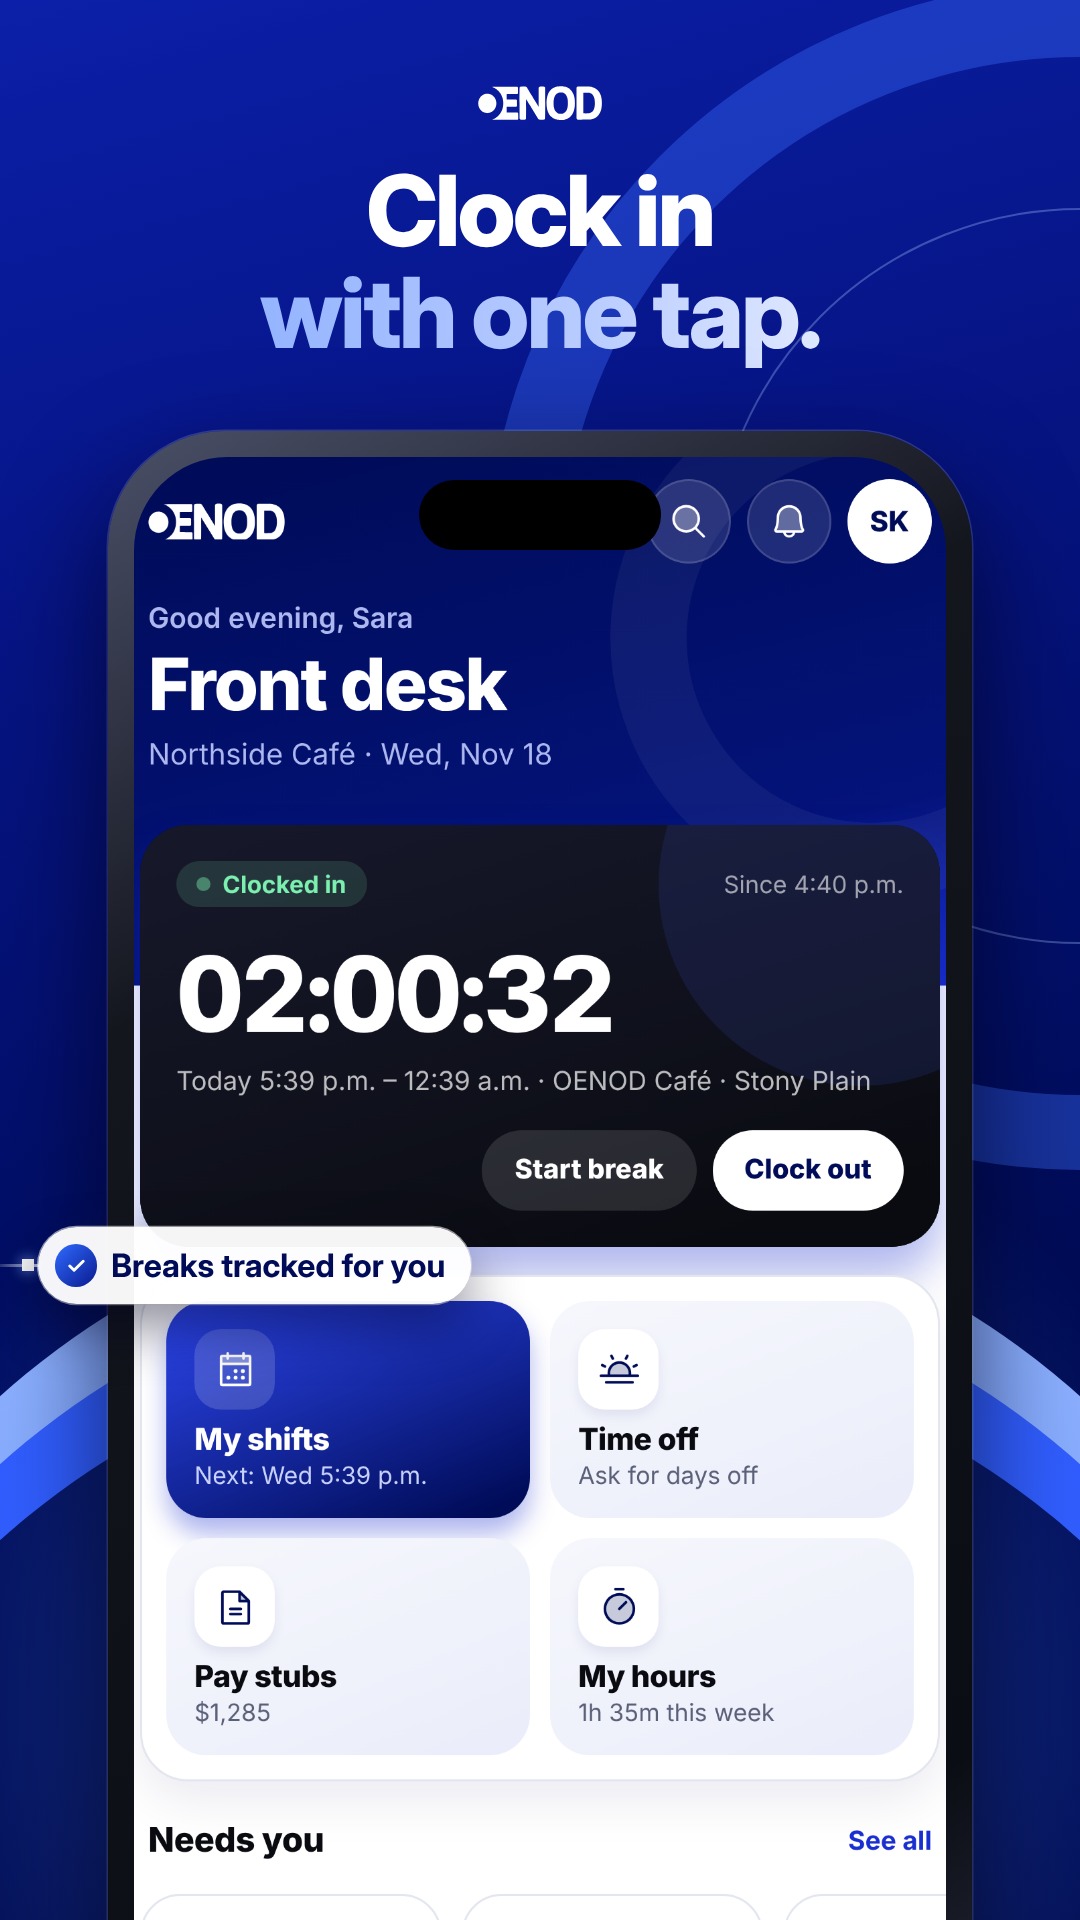 OENOD
Clock in
with one tap.
OENOD
SK
Good evening, Sara
Front desk
Northside Café · Wed, Nov 18
Clocked in
Since 4:40 p.m.
02:00:32
Today 5:39 p.m. – 12:39 a.m. · OENOD Café · Stony Plain
Start break
Clock out
Breaks tracked for you
My shifts
Next: Wed 5:39 p.m.
Time off
Ask for days off
Pay stubs
$1,285
My hours
1h 35m this week
Needs you
See all